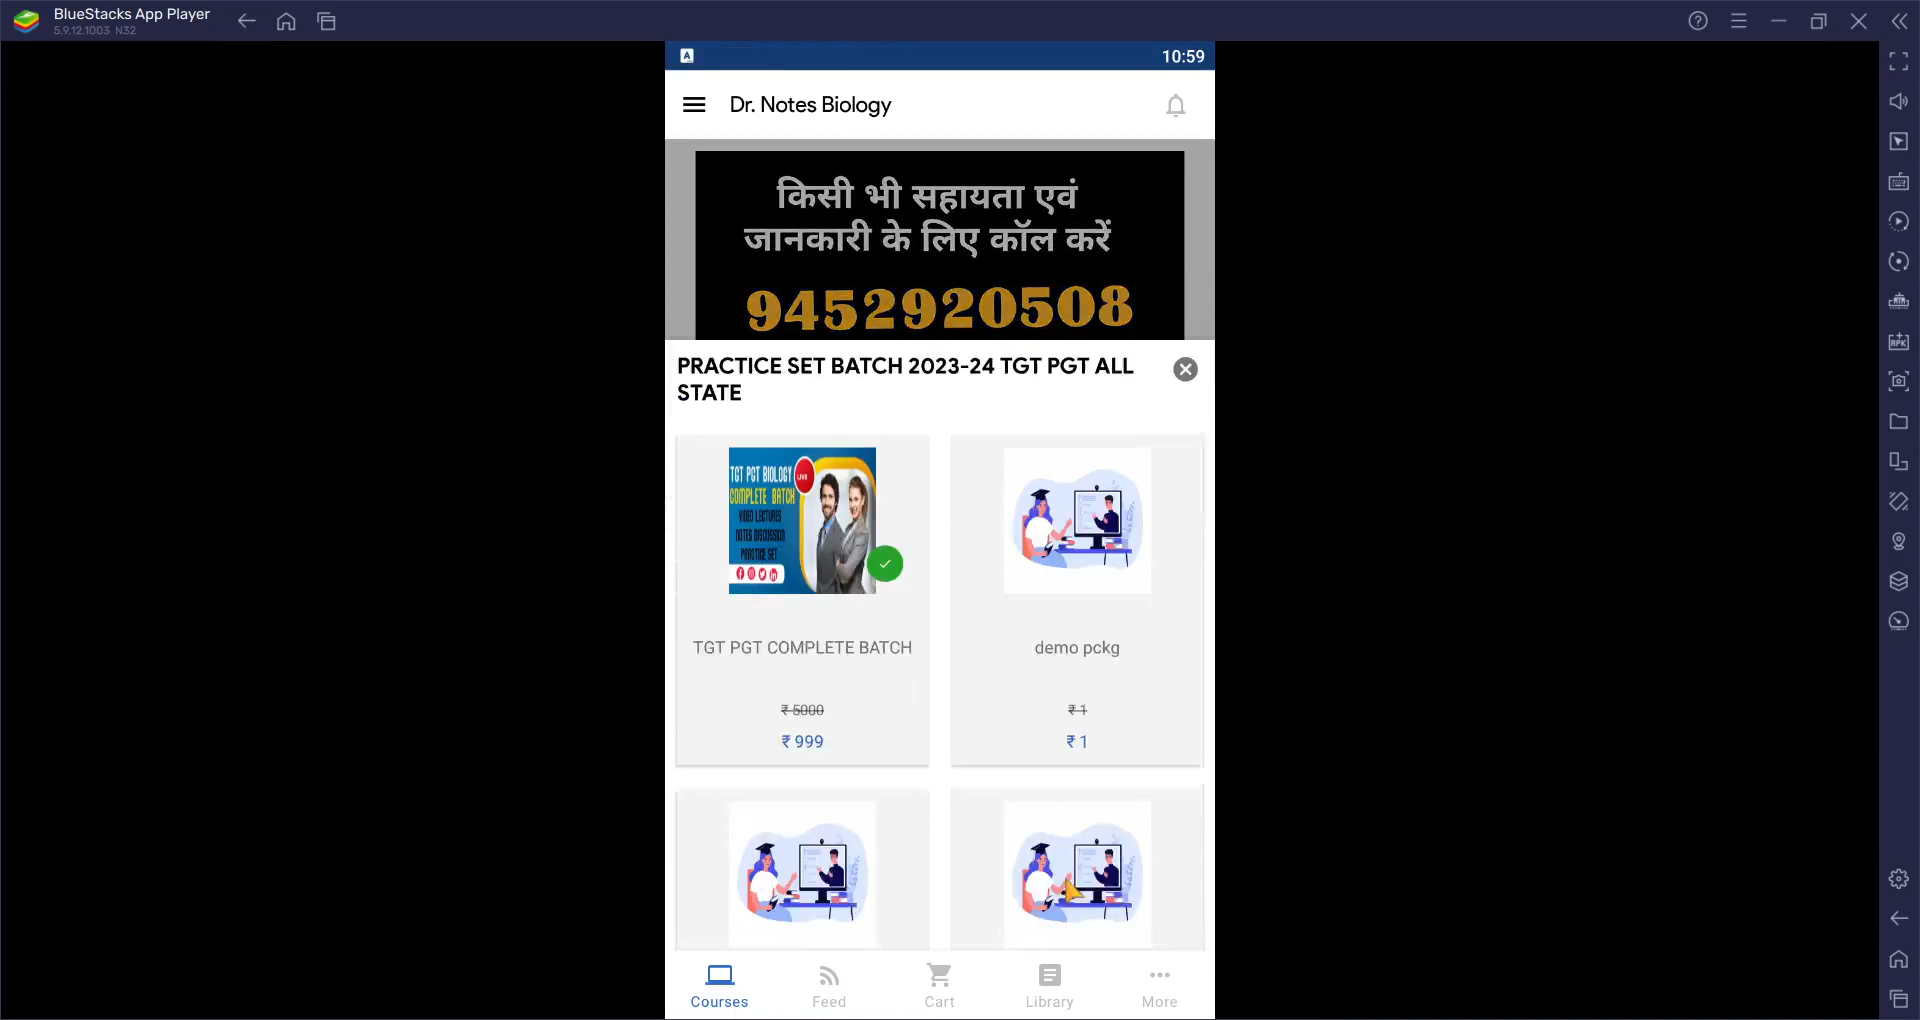 BlueStacks App Player
5.9.12.1003 N32
A
10:59
Dr. Notes Biology
किसी भी सहायता एवं
जानकारी के लिए कॉल करें
9452920508
PRACTICE SET BATCH 2023-24 TGT PGT ALL
STATE
TGT PGT BIOLOGY
LIVE
COMPLETE BATCH
VIDEO LECTURES
NOTES DISCUSSION
PRACTICE SET
TGT PGT COMPLETE BATCH
demo pckg
₹ 5000
₹ 1
₹ 999
₹ 1
Courses
Feed
Cart
Library
More